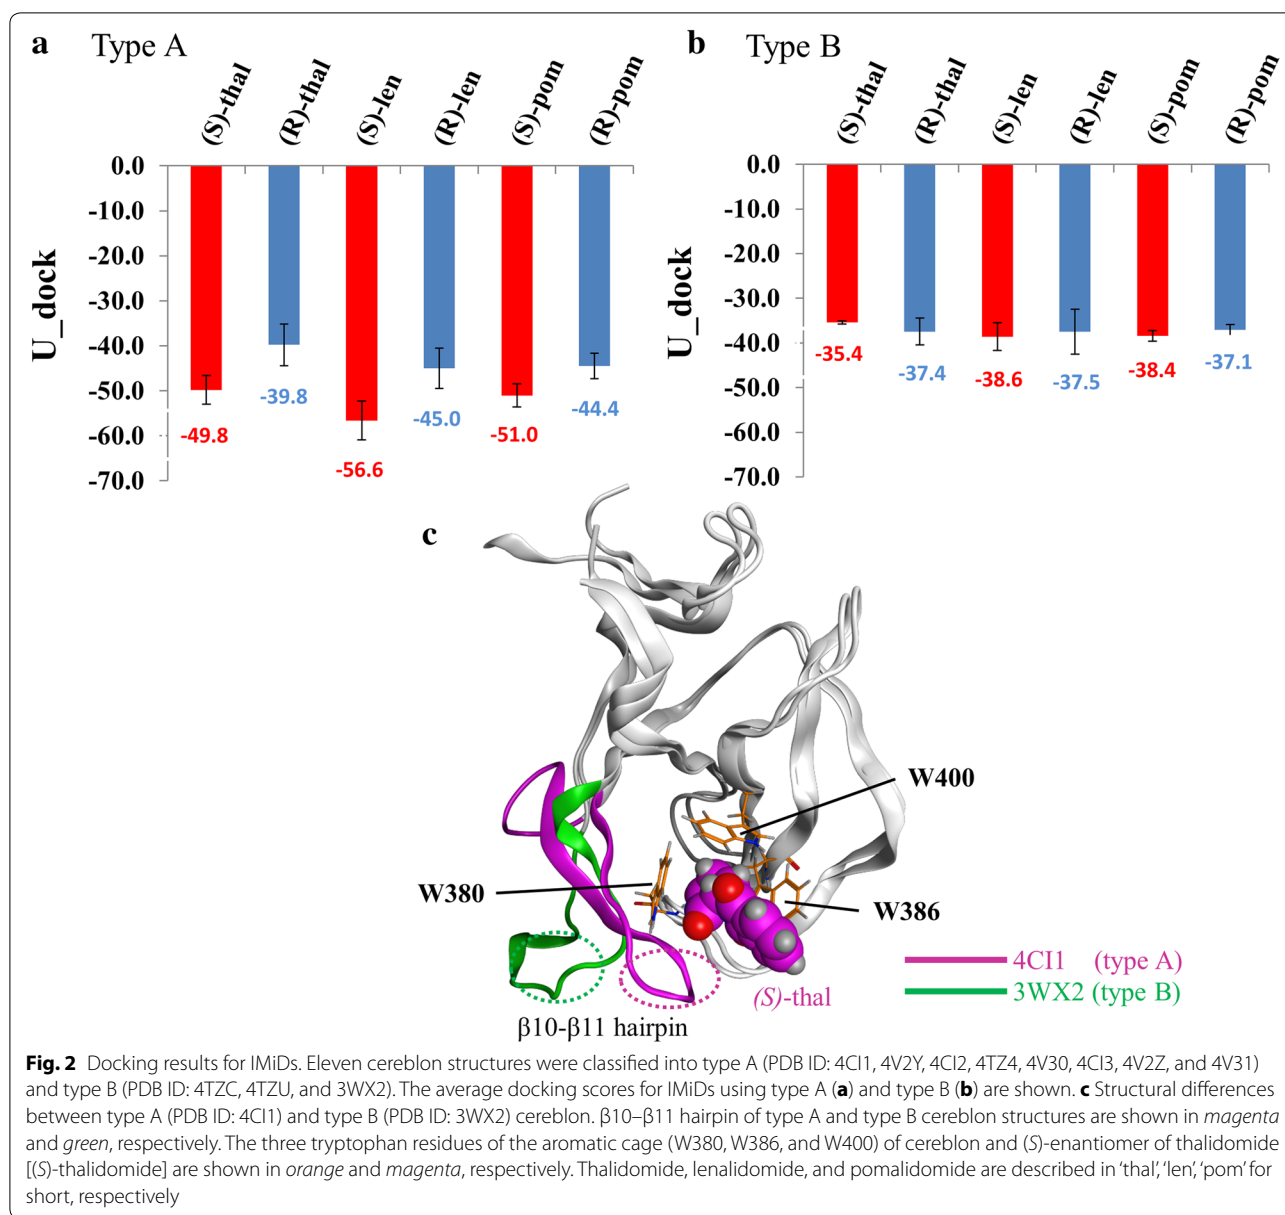 a Type A
(S)-thal
(R)-thal
(S)-len
(R)-len
(S)-pom
(R)-pom
0.0
-10.0
-20.0
-30.0
-40.0
-50.0
-60.0
-70.0
U_dock
-49.8
-39.8
-56.6
-45.0
-51.0
-44.4
b Type B
(S)-thal
(R)-thal
(S)-len
(R)-len
(S)-pom
(R)-pom
0.0
-10.0
-20.0
-30.0
-40.0
-50.0
-60.0
-70.0
U_dock
-35.4
-37.4
-38.6
-37.5
-38.4
-37.1
c
W400
W380
W386
4CI1 (type A)
(S)-thal
3WX2 (type B)
β10-β11 hairpin
Fig. 2 Docking results for IMiDs. Eleven cereblon structures were classified into type A (PDB ID: 4CI1, 4V2Y, 4CI2, 4TZ4, 4V30, 4CI3, 4V2Z, and 4V31)
and type B (PDB ID: 4TZC, 4TZU, and 3WX2). The average docking scores for IMiDs using type A (a) and type B (b) are shown. c Structural differences
between type A (PDB ID: 4CI1) and type B (PDB ID: 3WX2) cereblon. β10–β11 hairpin of type A and type B cereblon structures are shown in magenta
and green, respectively. The three tryptophan residues of the aromatic cage (W380, W386, and W400) of cereblon and (S)-enantiomer of thalidomide
[(S)-thalidomide] are shown in orange and magenta, respectively. Thalidomide, lenalidomide, and pomalidomide are described in ‘thal’, ‘len’, ‘pom’ for
short, respectively